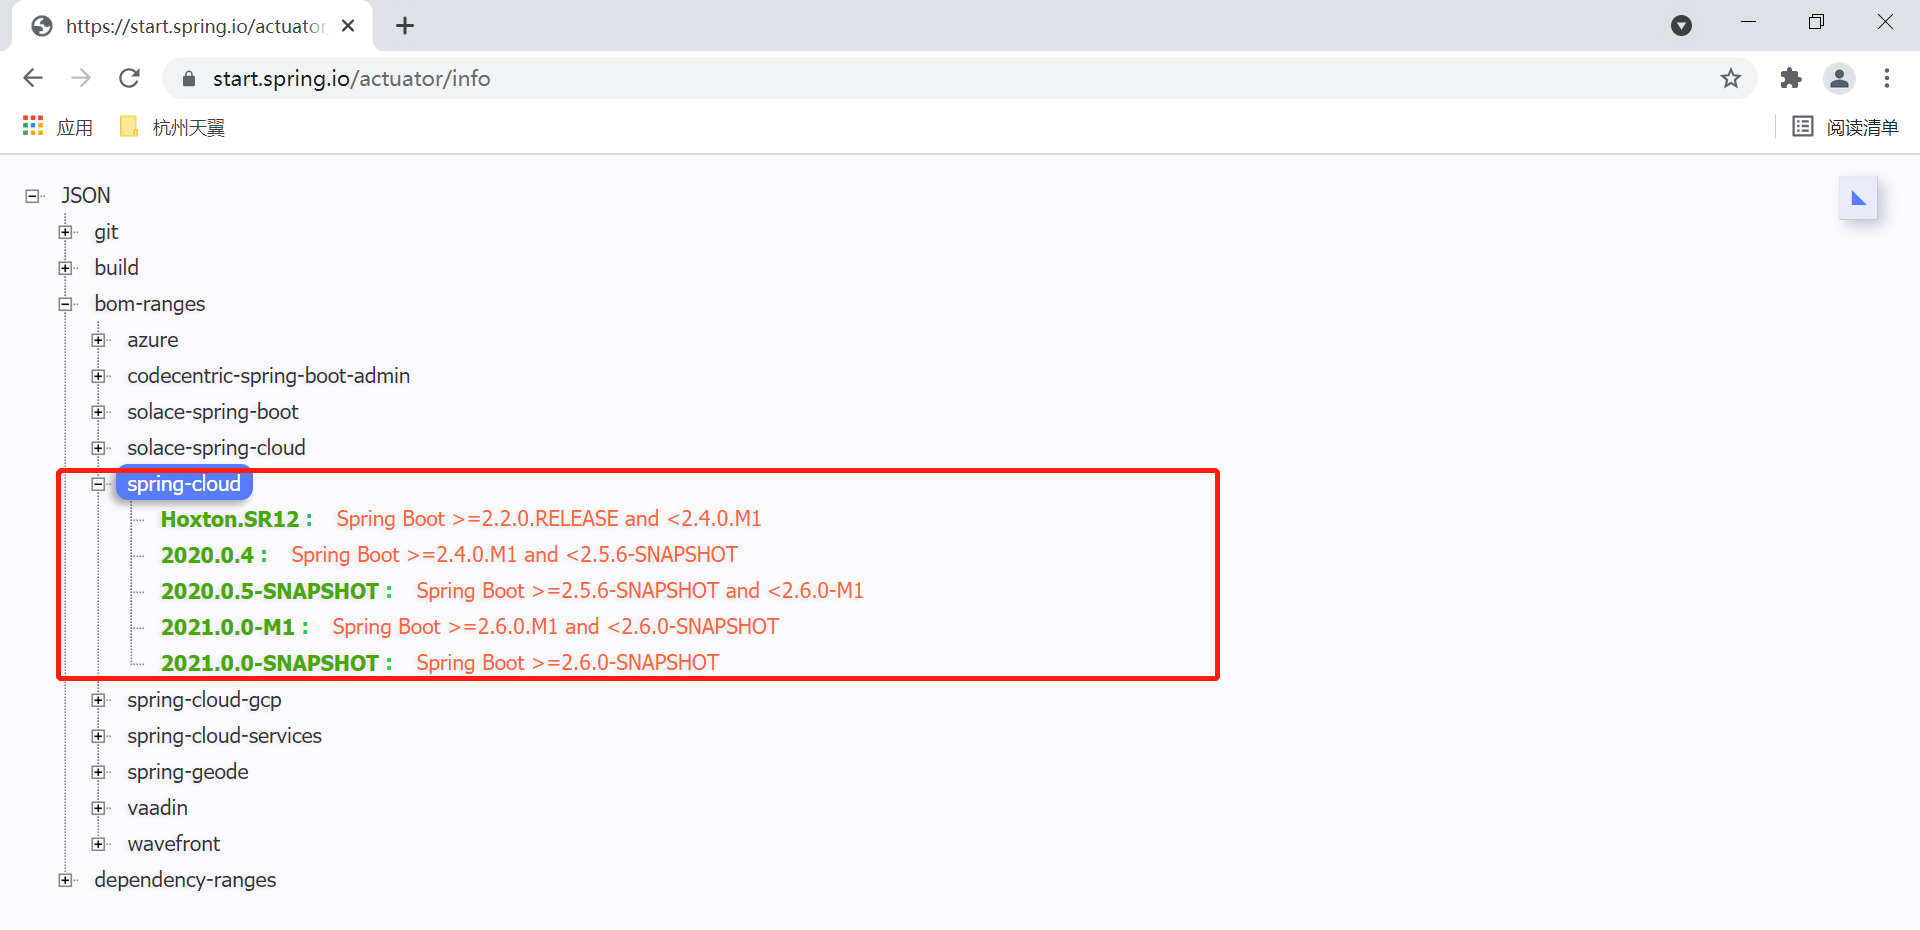 https://start.spring.io/actuator
start.spring.io/actuator/info
应用 杭州天翼 阅读清单
JSON
git
build
bom-ranges
azure
codecentric-spring-boot-admin
solace-spring-boot
solace-spring-cloud
spring-cloud
Hoxton.SR12 : Spring Boot >=2.2.0.RELEASE and <2.4.0.M1
2020.0.4 : Spring Boot >=2.4.0.M1 and <2.5.6-SNAPSHOT
2020.0.5-SNAPSHOT : Spring Boot >=2.5.6-SNAPSHOT and <2.6.0-M1
2021.0.0-M1 : Spring Boot >=2.6.0.M1 and <2.6.0-SNAPSHOT
2021.0.0-SNAPSHOT : Spring Boot >=2.6.0-SNAPSHOT
spring-cloud-gcp
spring-cloud-services
spring-geode
vaadin
wavefront
dependency-ranges